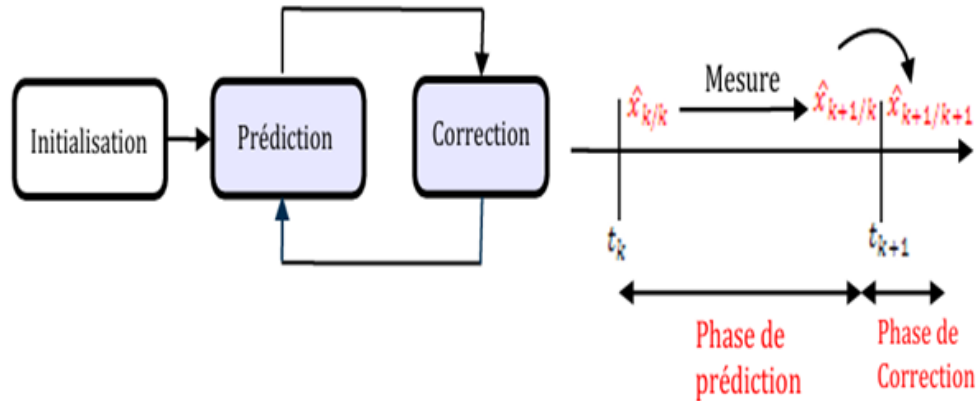 Initialisation
Prédiction
Correction
Mesure
x̂k/k
x̂k+1/k
x̂k+1/k+1
tk
tk+1
Phase de
prédiction
Phase de
Correction